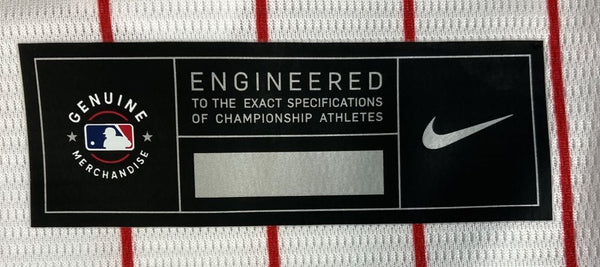 GENUINE
MERCHANDISE
ENGINEERED
TO THE EXACT SPECIFICATIONS
OF CHAMPIONSHIP ATHLETES